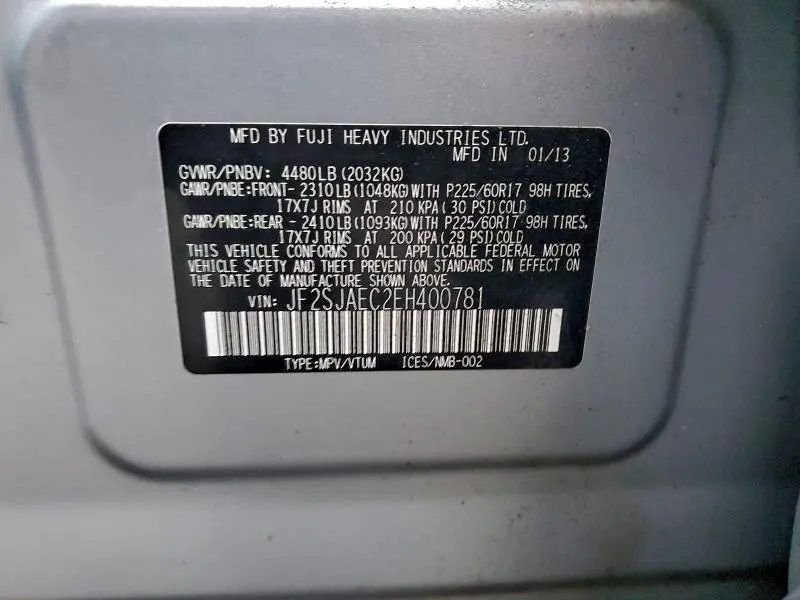 MFD BY FUJI HEAVY INDUSTRIES LTD.
MFD IN 01/13
GVWR/PNBV: 4480LB(2032KG)
GAWR/PNBE:FRONT- 2310LB(1048KG)WITH P225/60R17 98H TIRES,
17X7J RIMS AT 210 KPA(30 PSI)COLD
GAWR/PNBE:REAR - 2410LB(1093KG)WITH P225/60R17 98H TIRES,
17X7J RIMS AT 200 KPA(29 PSI)COLD
THIS VEHICLE CONFORMS TO ALL APPLICABLE FEDERAL MOTOR
VEHICLE SAFETY AND THEFT PREVENTION STANDARDS IN EFFECT ON
THE DATE OF MANUFACTURE SHOWN ABOVE.
VIN: JF2SJAEC2EH400781
TYPE:MPV/VTUM ICES/NMB-002